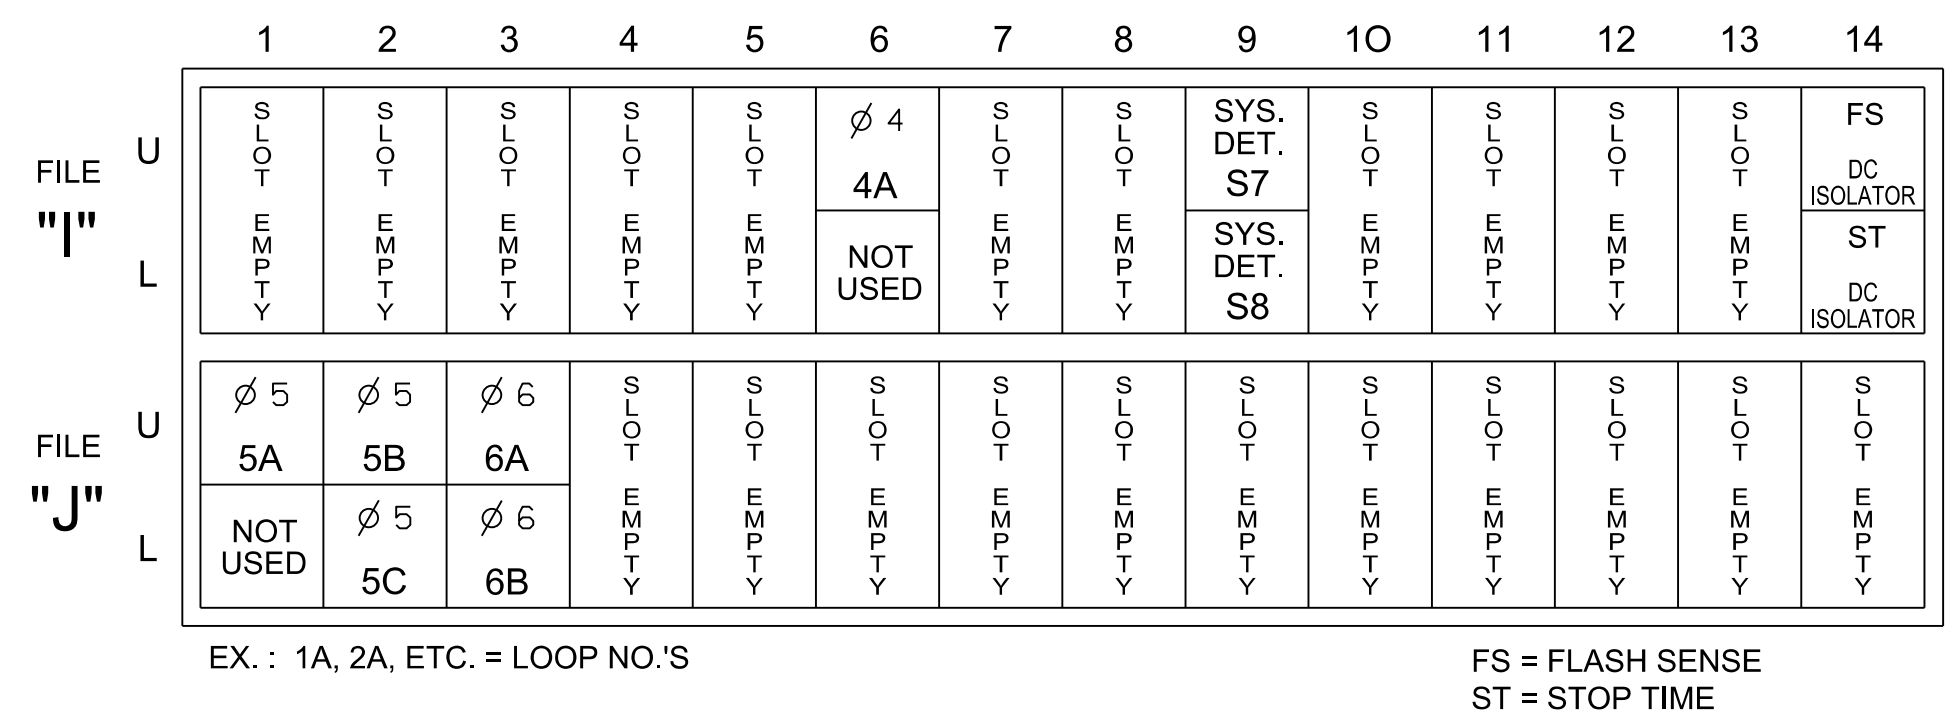 1 2 3 4 5 6 7 8 9 10 11 12 13 14
FILE "I"
U
L
SLOT EMPTY
SLOT EMPTY
SLOT EMPTY
SLOT EMPTY
SLOT EMPTY
∅ 4
4A
NOT
USED
SLOT EMPTY
SLOT EMPTY
SYS.
DET.
S7
SYS.
DET.
S8
SLOT EMPTY
SLOT EMPTY
SLOT EMPTY
SLOT EMPTY
FS
DC
ISOLATOR
ST
DC
ISOLATOR
FILE "J"
U
L
∅ 5
5A
NOT
USED
∅ 5
5B
∅ 5
5C
∅ 6
6A
∅ 6
6B
SLOT EMPTY
SLOT EMPTY
SLOT EMPTY
SLOT EMPTY
SLOT EMPTY
SLOT EMPTY
SLOT EMPTY
SLOT EMPTY
SLOT EMPTY
SLOT EMPTY
SLOT EMPTY
EX. : 1A, 2A, ETC. = LOOP NO.'S
FS = FLASH SENSE
ST = STOP TIME